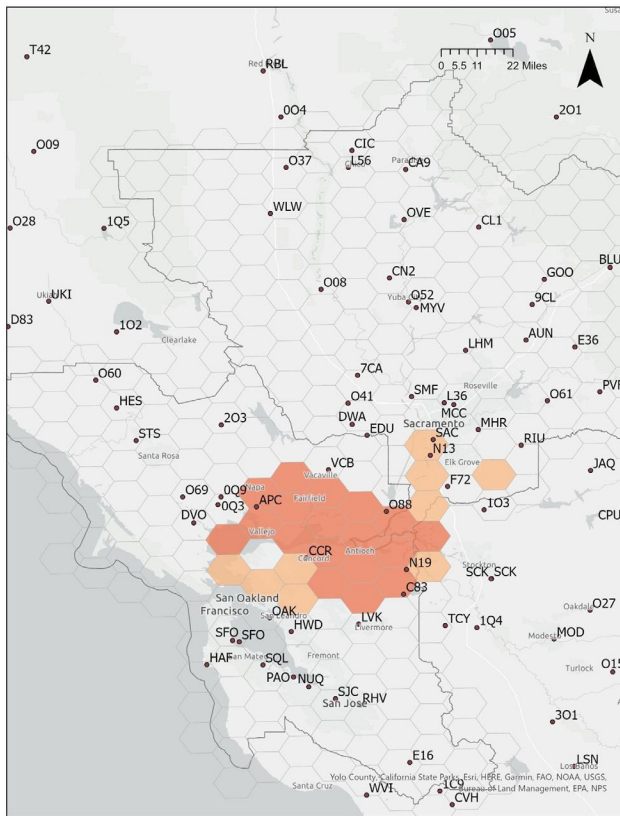 O05
N
T42
RBL
0 5.5 11 22 Miles
0O4
2O1
O09
CIC
O37
L56
Paradise
CA9
WLW
OVE
O28
1Q5
CL1
BLU
CN2
GOO
O08
UKI
O52
Yuba City
MYV
9CL
D83
1O2
Clearlake
AUN
E36
LHM
O60
7CA
Roseville
PVF
HES
O41
SMF
L36
MCC
O61
2O3
DWA
Sacramento
MHR
STS
EDU
SAC
RIU
Santa Rosa
N13
Elk Grove
VCB
Vacaville
JAQ
F72
Napa
O69
0Q9
Fairfield
0Q3
APC
O88
1O3
DVO
CPU
Vallejo
CCR
Antioch
Concord
N19
Stockton
SCK SCK
San Oakland
Francisco
C83
O27
Oakdale
OAK
San Leandro
LVK
HWD
Livermore
TCY
1Q4
MOD
Modesto
SFO
SFO
HAF
San Mateo
SQL
Fremont
Turlock
O15
PAO
NUQ
SJC
RHV
San Jose
3O1
E16
LSN
Los Banos
Yolo County, California State Parks, Esri, HERE, Garmin, FAO, NOAA, USGS,
Bureau of Land Management, EPA, NPS
Santa Cruz
WVI
1C9
CVH